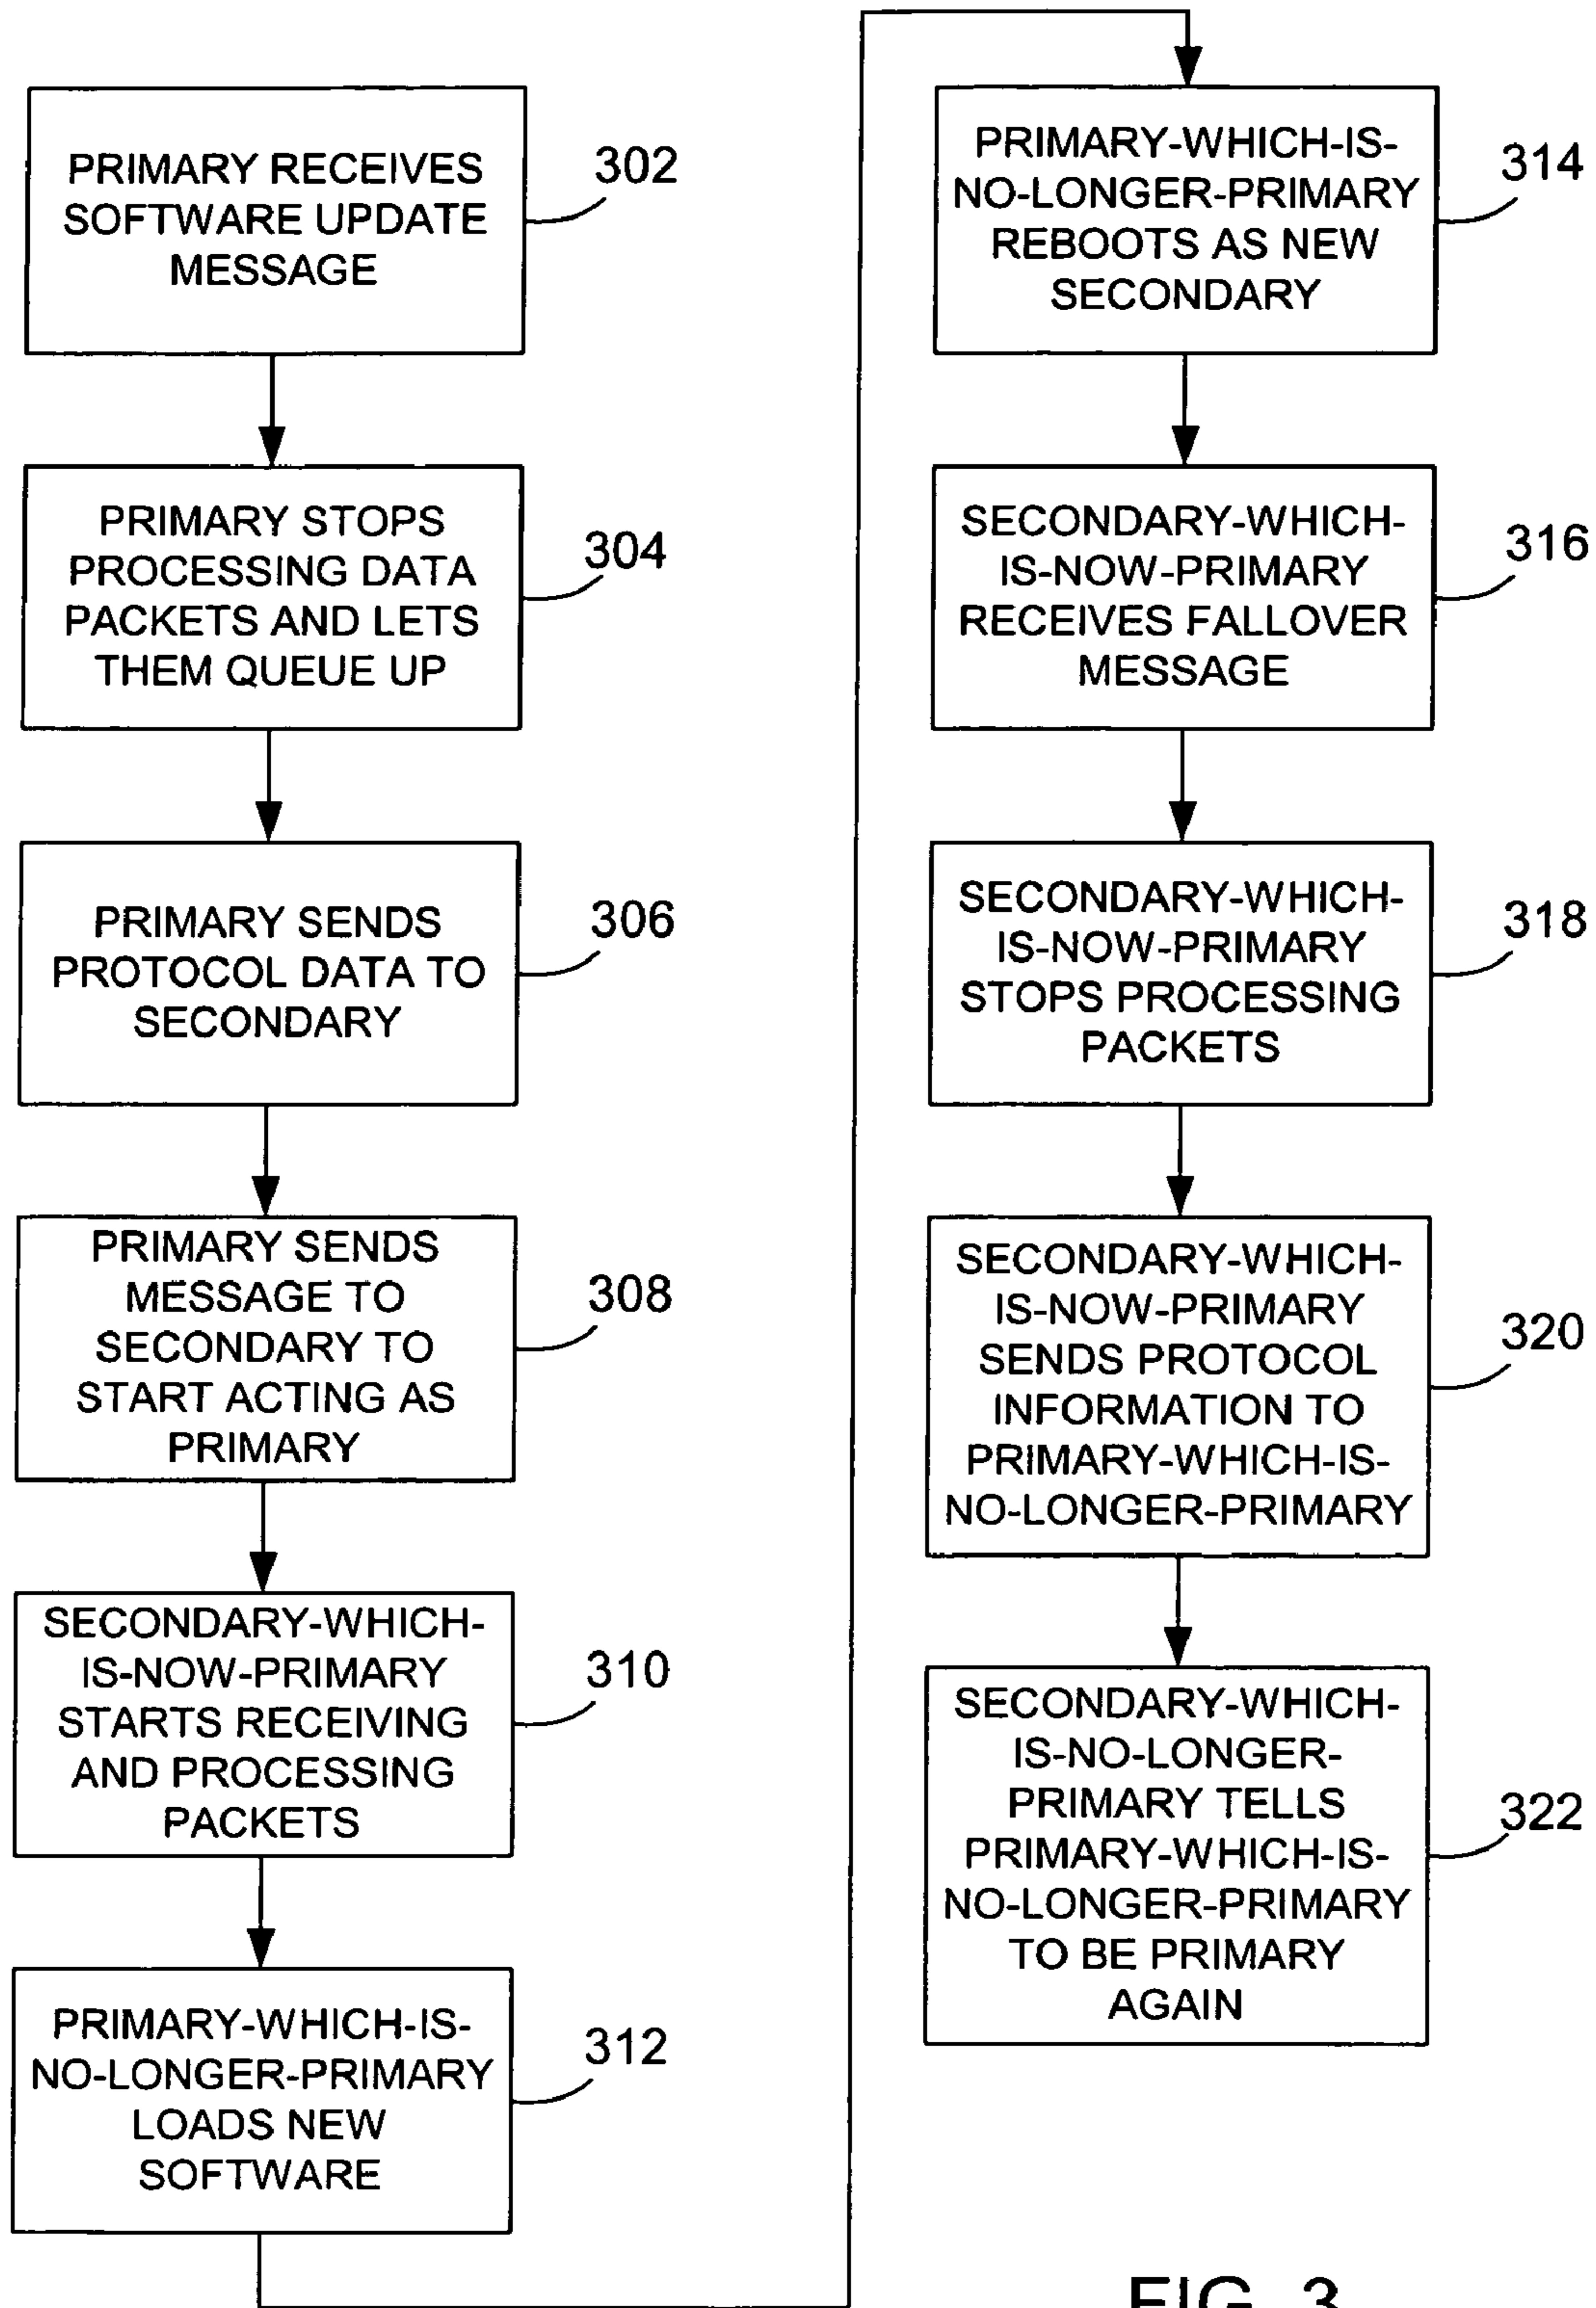 PRIMARY RECEIVES
SOFTWARE UPDATE
MESSAGE
302
PRIMARY STOPS
PROCESSING DATA
PACKETS AND LETS
THEM QUEUE UP
304
PRIMARY SENDS
PROTOCOL DATA TO
SECONDARY
306
PRIMARY SENDS
MESSAGE TO
SECONDARY TO
START ACTING AS
PRIMARY
308
SECONDARY-WHICH-
IS-NOW-PRIMARY
STARTS RECEIVING
AND PROCESSING
PACKETS
310
PRIMARY-WHICH-IS-
NO-LONGER-PRIMARY
LOADS NEW
SOFTWARE
312
PRIMARY-WHICH-IS-
NO-LONGER-PRIMARY
REBOOTS AS NEW
SECONDARY
314
SECONDARY-WHICH-
IS-NOW-PRIMARY
RECEIVES FALLOVER
MESSAGE
316
SECONDARY-WHICH-
IS-NOW-PRIMARY
STOPS PROCESSING
PACKETS
318
SECONDARY-WHICH-
IS-NOW-PRIMARY
SENDS PROTOCOL
INFORMATION TO
PRIMARY-WHICH-IS-
NO-LONGER-PRIMARY
320
SECONDARY-WHICH-
IS-NO-LONGER-
PRIMARY TELLS
PRIMARY-WHICH-IS-
NO-LONGER-PRIMARY
TO BE PRIMARY
AGAIN
322
FIG. 3